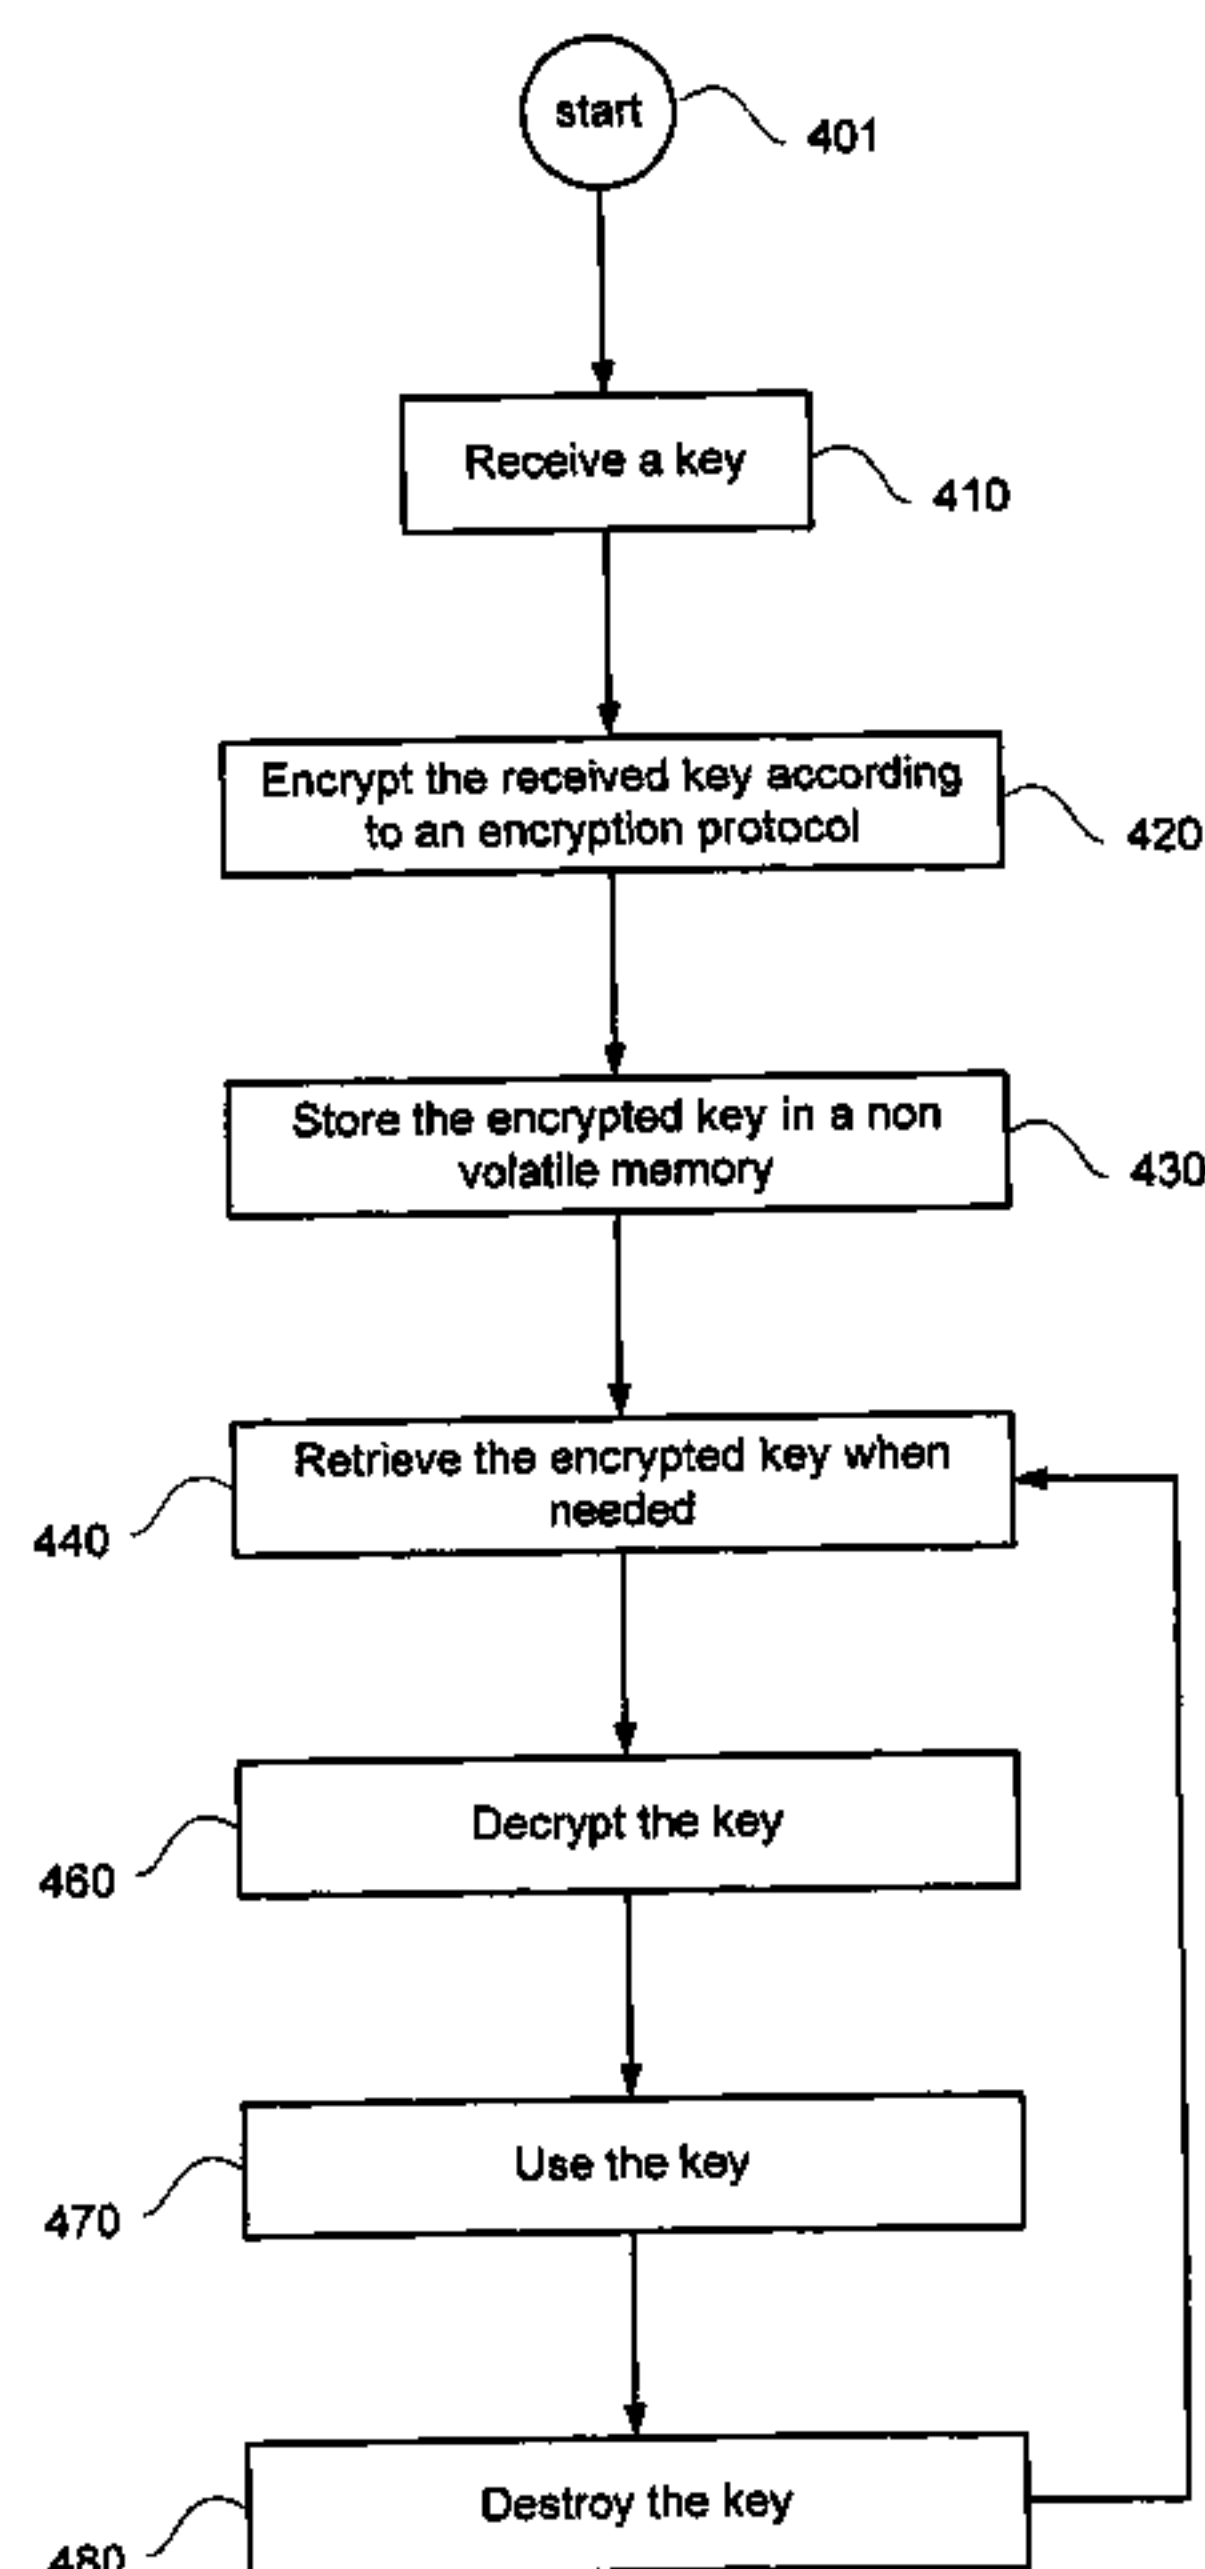 start
401
Receive a key
410
Encrypt the received key according
to an encryption protocol
420
Store the encrypted key in a non
volatile memory
430
Retrieve the encrypted key when
needed
440
Decrypt the key
460
Use the key
470
Destroy the key
480